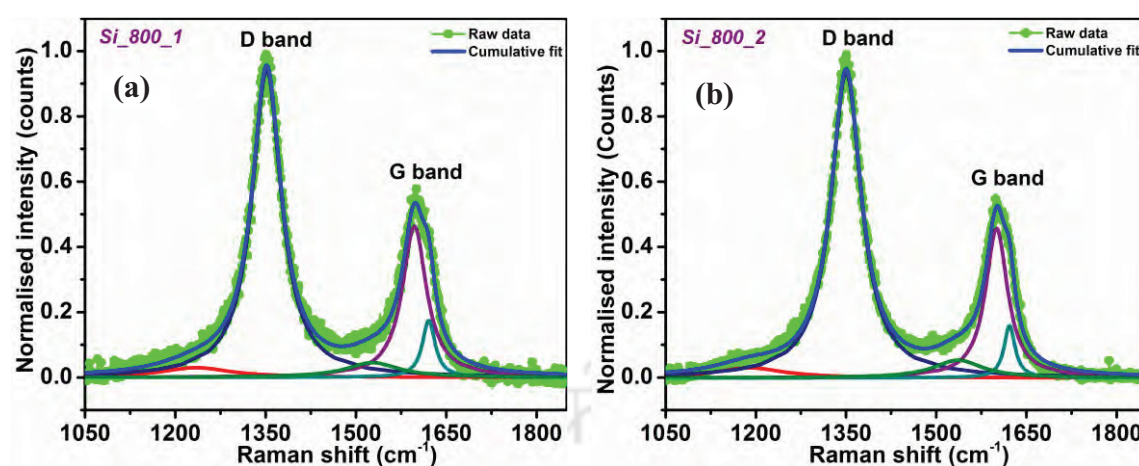 Si_800_1
D band
Raw data
Cumulative fit
(a)
G band
Normalised intensity (counts)
1.0
0.8
0.6
0.4
0.2
0.0
1050 1200 1350 1500 1650 1800
Raman shift (cm-1)
Si_800_2
D band
Raw data
Cumulative fit
(b)
G band
Normalised intensity (Counts)
1.0
0.8
0.6
0.4
0.2
0.0
1050 1200 1350 1500 1650 1800
Raman shift (cm-1)